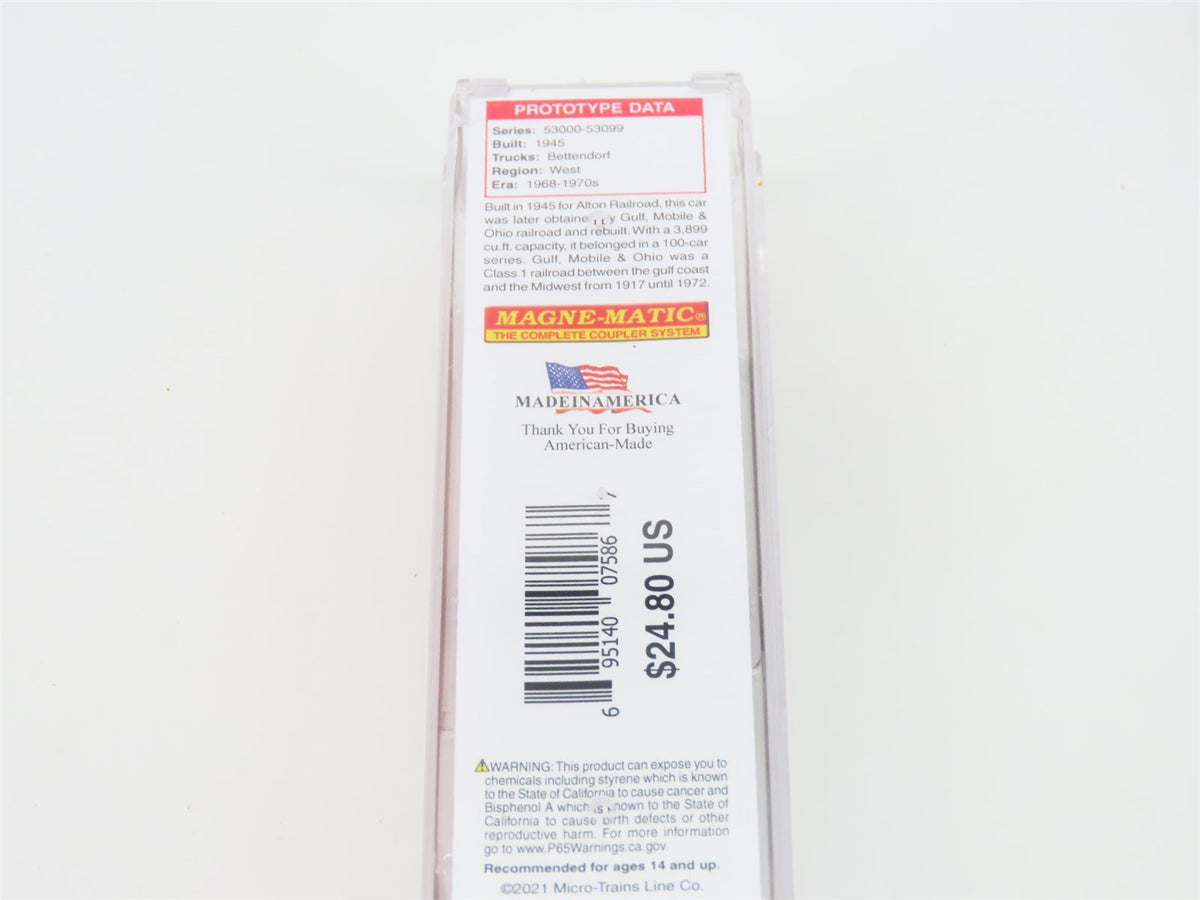 PROTOTYPE DATA
Series: 53000-53099
Built: 1945
Trucks: Bettendorf
Region: West
Era: 1968-1970s
Built in 1945 for Alton Railroad, this car
was later obtaine y Gulf, Mobile &
Ohio railroad and rebuilt. With a 3,899
cu.ft. capacity, it belonged in a 100-car
series. Gulf, Mobile & Ohio was a
Class 1 railroad between the gulf coast
and the Midwest from 1917 until 1972.
MAGNE-MATIC®
THE COMPLETE COUPLER SYSTEM
MADEINAMERICA
Thank You For Buying
American-Made
6 95140 07586 7
$24.80 US
WARNING: This product can expose you to
chemicals including styrene which is known
to the State of California to cause cancer and
Bisphenol A which is known to the State of
California to cause birth defects or other
reproductive harm. For more information
go to www.P65Warnings.ca.gov.
Recommended for ages 14 and up.
©2021 Micro-Trains Line Co.